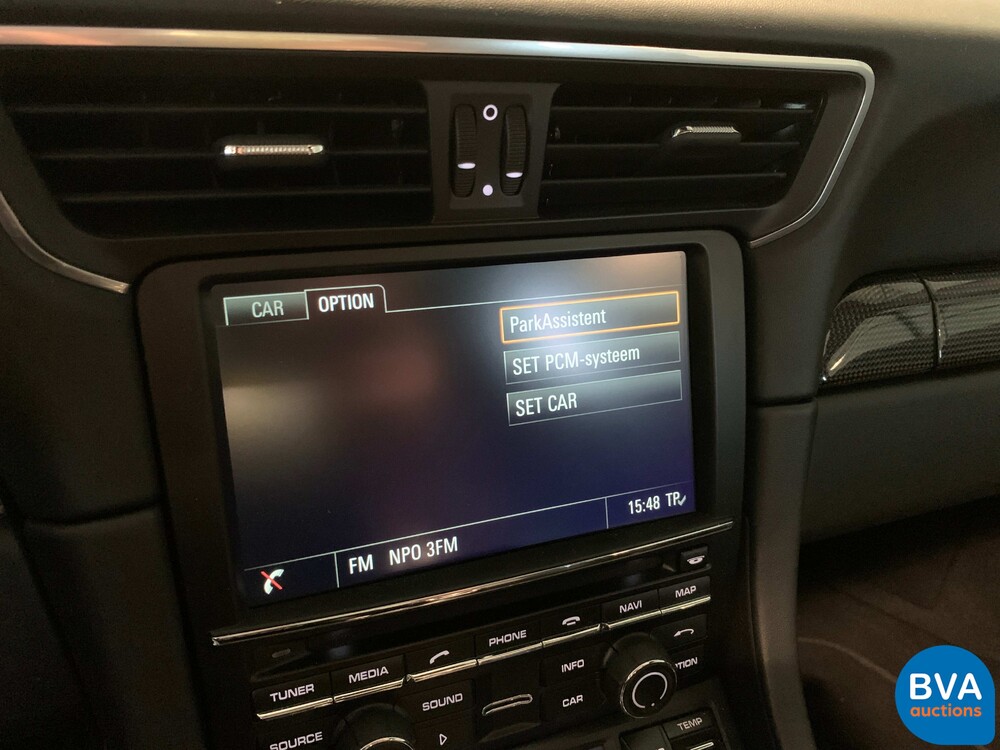 CAR OPTION
ParkAssistent
SET PCM-systeem
SET CAR
15:48 TP
FM NPO 3FM
TUNER MEDIA PHONE NAVI MAP
SOURCE SOUND INFO CAR OPTION
TEMP
BVA
auctions